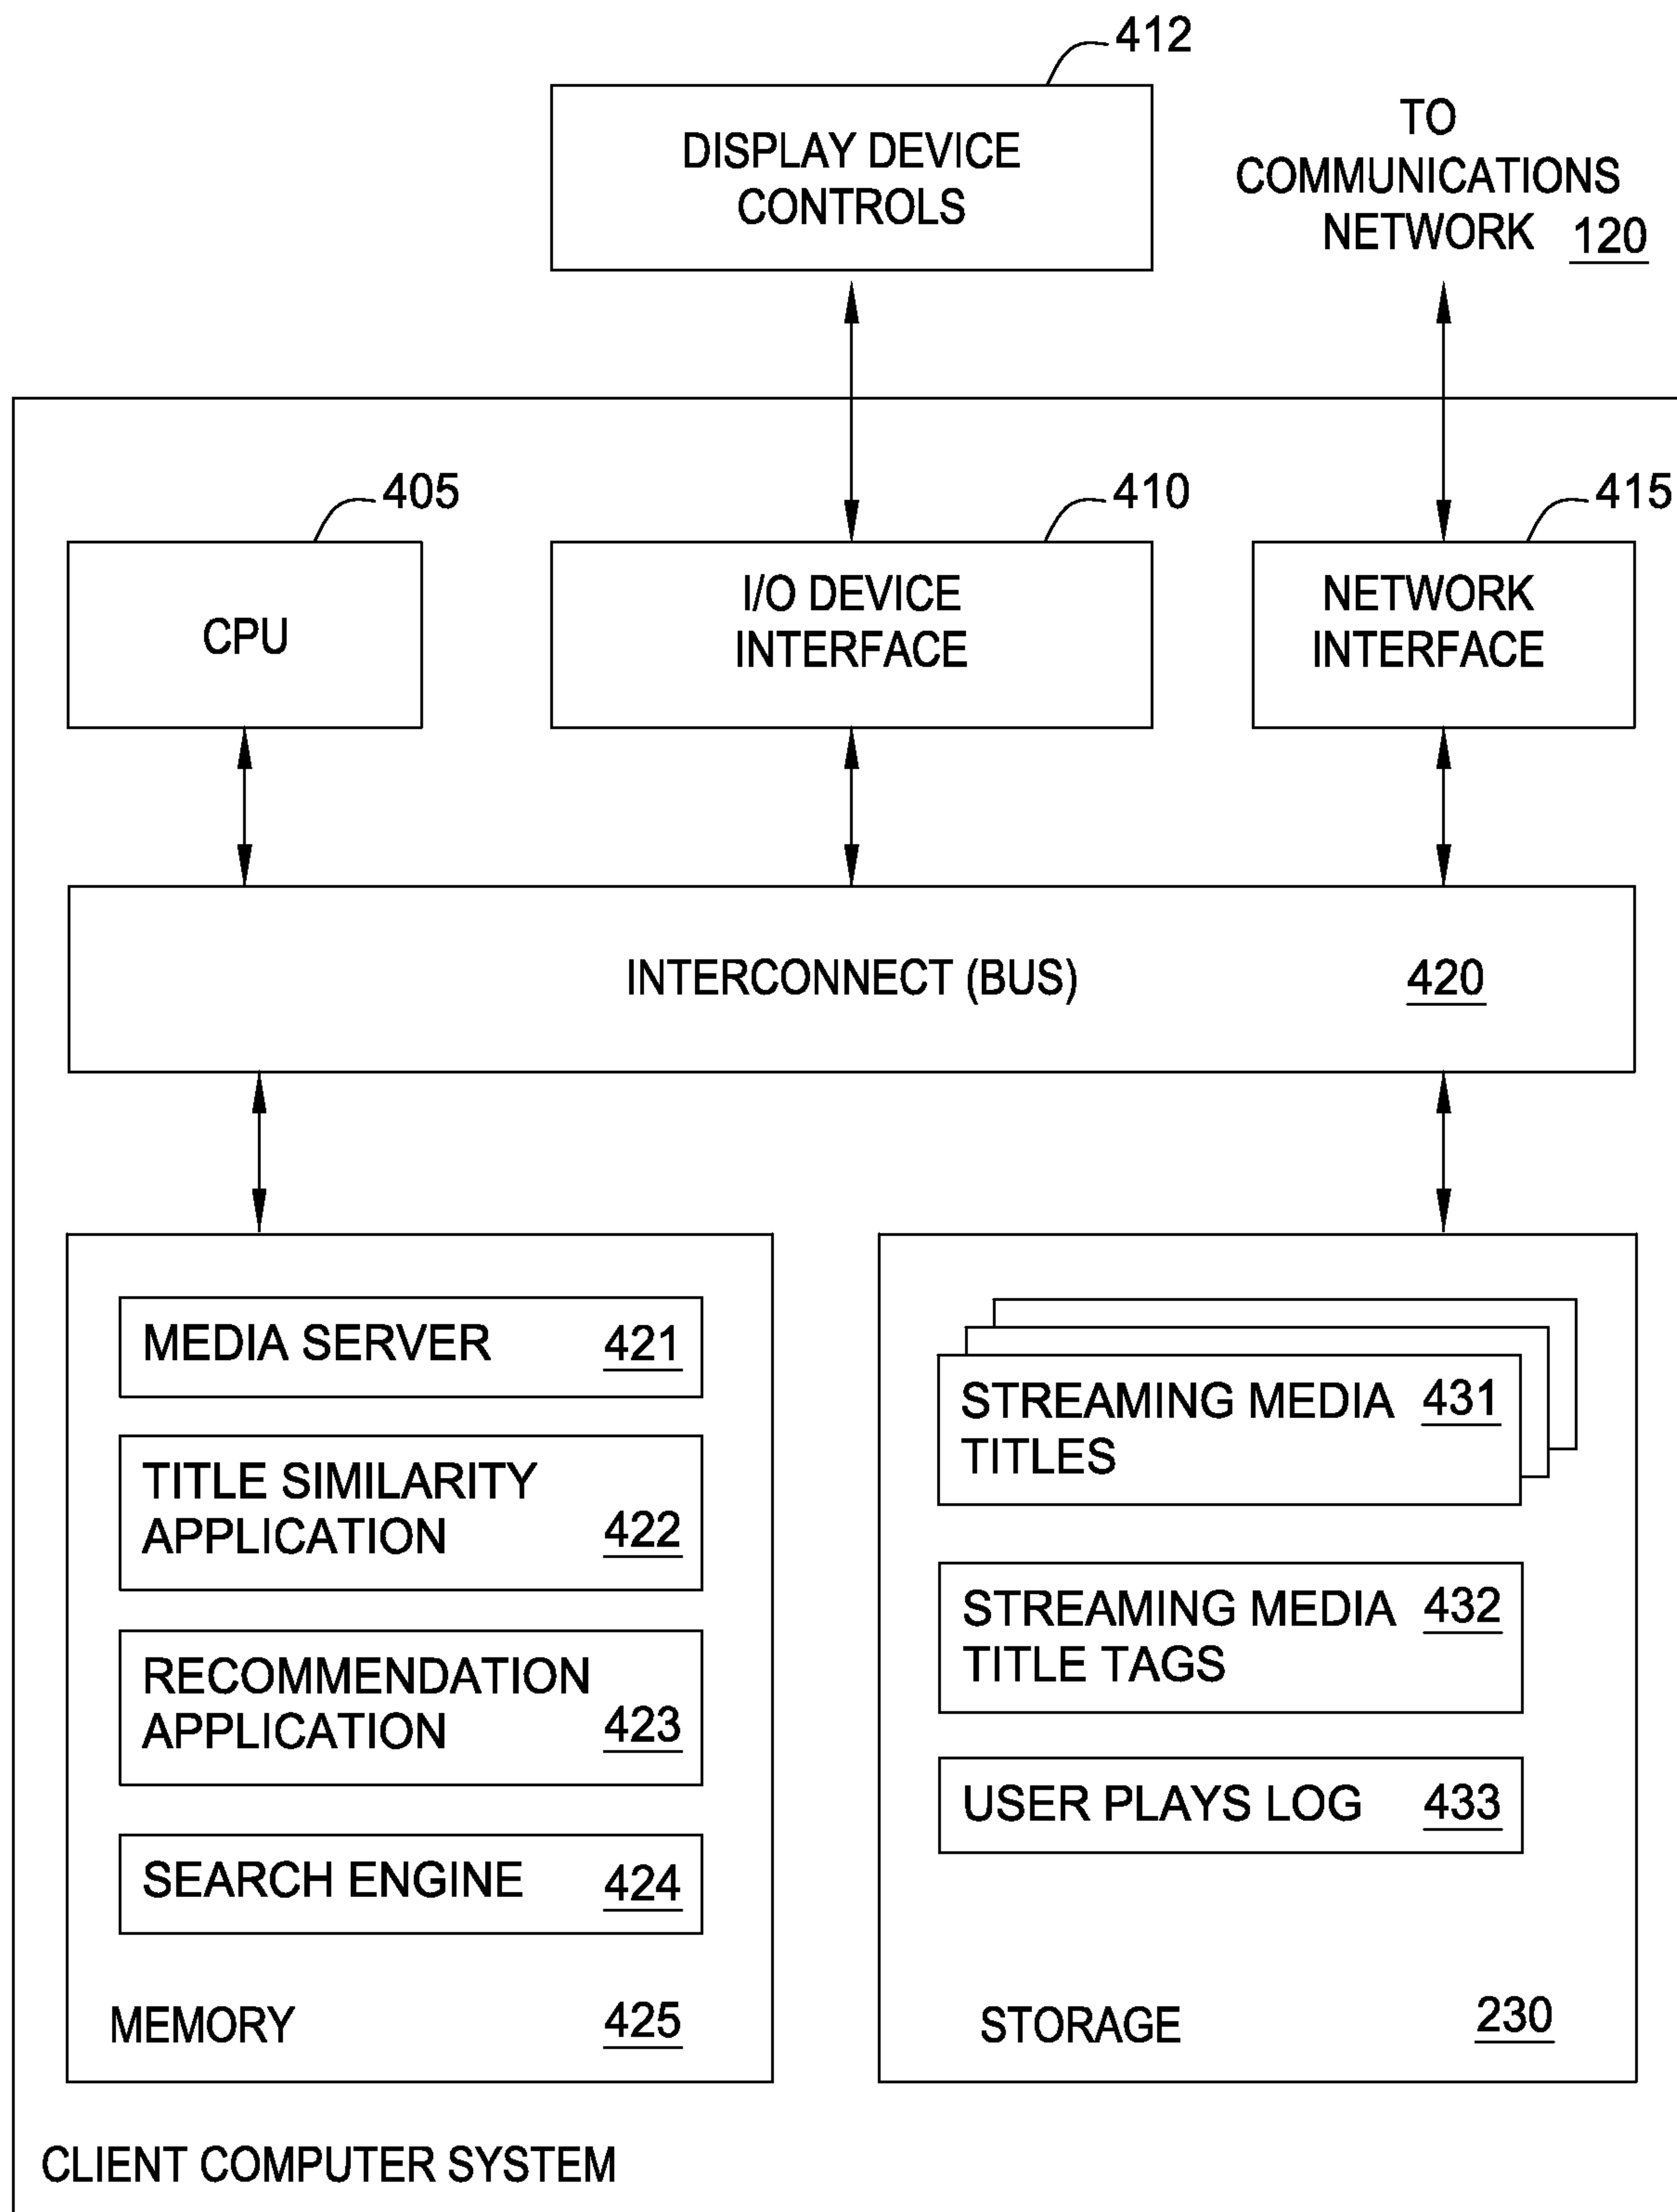 412
DISPLAY DEVICE
CONTROLS
TO
COMMUNICATIONS
NETWORK 120
405
410
415
CPU
I/O DEVICE
INTERFACE
NETWORK
INTERFACE
INTERCONNECT (BUS) 420
MEDIA SERVER 421
TITLE SIMILARITY
APPLICATION 422
RECOMMENDATION
APPLICATION 423
SEARCH ENGINE 424
MEMORY 425
STREAMING MEDIA 431
TITLES
STREAMING MEDIA 432
TITLE TAGS
USER PLAYS LOG 433
STORAGE 230
CLIENT COMPUTER SYSTEM